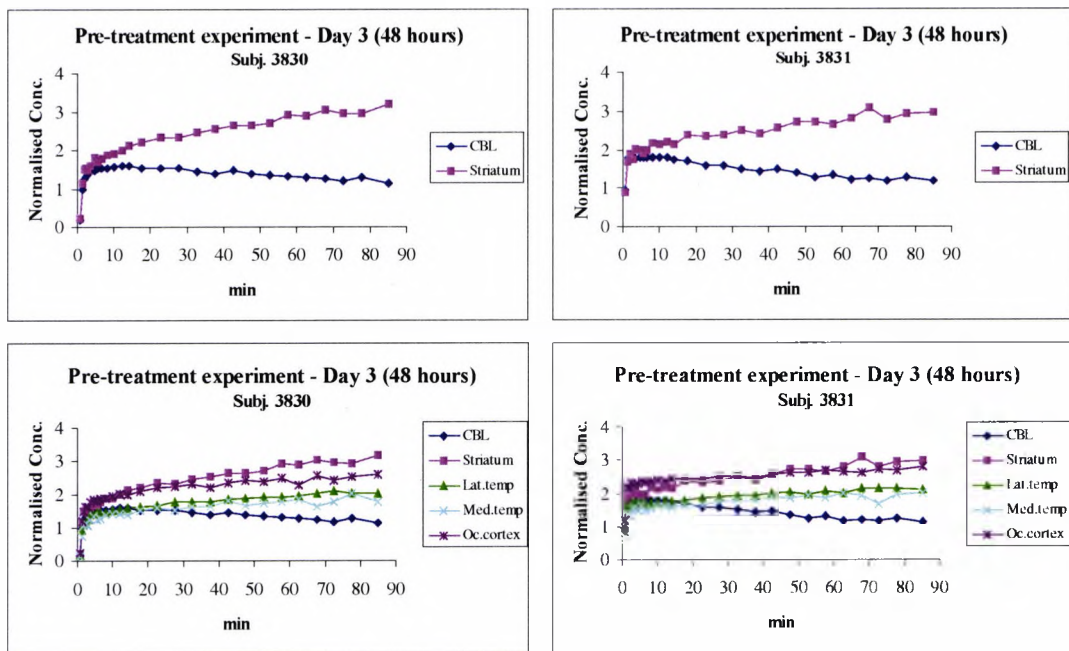 Pre-treatment experiment - Day 3 (48 hours)
Subj. 3830
Normalised Conc.
4
3
2
1
0
0 10 20 30 40 50 60 70 80 90
min
CBL
Striatum
Pre-treatment experiment - Day 3 (48 hours)
Subj. 3831
Normalised Conc.
4
3
2
1
0
0 10 20 30 40 50 60 70 80 90
min
CBL
Striatum
Pre-treatment experiment - Day 3 (48 hours)
Subj. 3830
Normalised Conc.
4
3
2
1
0
0 10 20 30 40 50 60 70 80 90
min
CBL
Striatum
Lat.temp
Med.temp
Oc.cortex
Pre-treatment experiment - Day 3 (48 hours)
Subj. 3831
Normalised Conc.
4
3
2
1
0
0 10 20 30 40 50 60 70 80 90
min
CBL
Striatum
Lat.temp
Med.temp
Oc.cortex